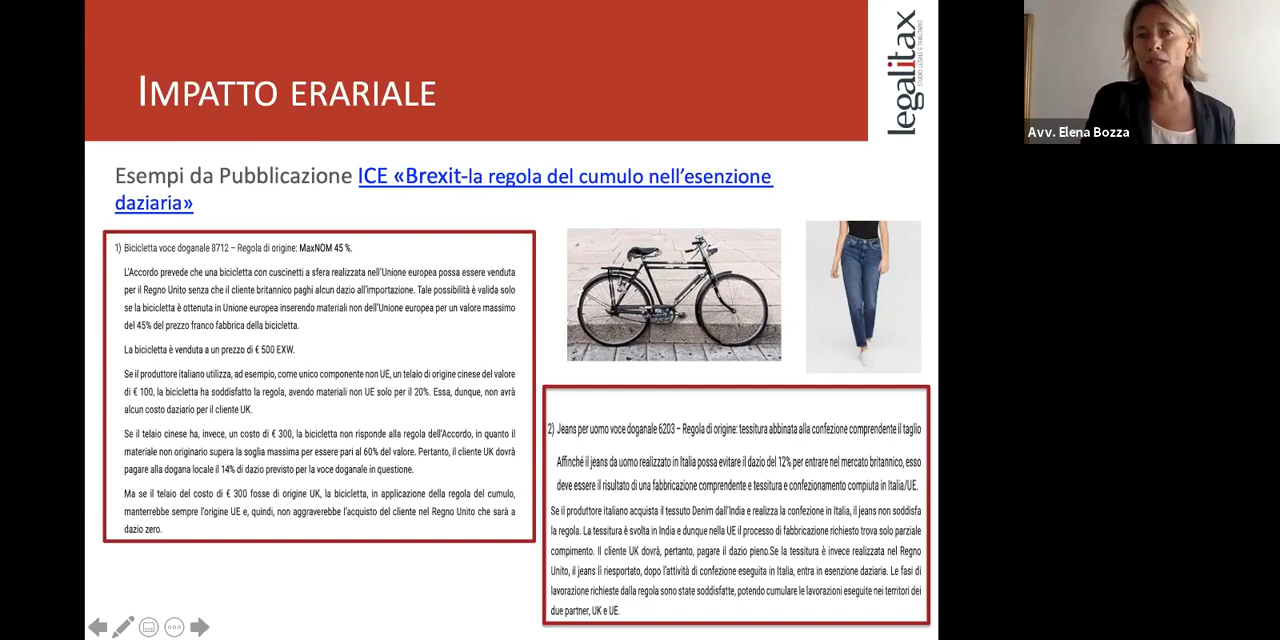 IMPATTO ERARIALE
legalitax
STUDIO LEGALE E TRIBUTARIO
Avv. Elena Bozza
Esempi da Pubblicazione ICE «Brexit-la regola del cumulo nell'esenzione
daziaria»
1) Bicicletta voce doganale 8712 – Regola di origine: MaxNOM 45 %.
L'Accordo prevede che una bicicletta con cuscinetti a sfera realizzata nell'Unione europea possa essere venduta
per il Regno Unito senza che il cliente britannico paghi alcun dazio all'importazione. Tale possibilità è valida solo
se la bicicletta è ottenuta in Unione europea inserendo materiali non dell'Unione europea per un valore massimo
del 45% del prezzo franco fabbrica della bicicletta.
La bicicletta è venduta a un prezzo di € 500 EXW.
Se il produttore italiano utilizza, ad esempio, come unico componente non UE, un telaio di origine cinese del valore
di € 100, la bicicletta ha soddisfatto la regola, avendo materiali non UE solo per il 20%. Essa, dunque, non avrà
alcun costo daziario per il cliente UK.
Se il telaio cinese ha, invece, un costo di € 300, la bicicletta non risponde alla regola dell'Accordo, in quanto il
materiale non originario supera la soglia massima per essere pari al 60% del valore. Pertanto, il cliente UK dovrà
pagare alla dogana locale il 14% di dazio previsto per la voce doganale in questione.
Ma se il telaio del costo di € 300 fosse di origine UK, la bicicletta, in applicazione della regola del cumulo,
manterrebbe sempre l'origine UE e, quindi, non aggraverebbe l'acquisto del cliente nel Regno Unito che sarà a
dazio zero.
2) Jeans per uomo voce doganale 6203 – Regola di origine: tessitura abbinata alla confezione comprendente il taglio
Affinché il jeans da uomo realizzato in Italia possa evitare il dazio del 12% per entrare nel mercato britannico, esso
deve essere il risultato di una fabbricazione comprendente e tessitura e confezionamento compiuta in Italia/UE.
Se il produttore italiano acquista il tessuto Denim dall'India e realizza la confezione in Italia, il jeans non soddisfa
la regola. La tessitura è svolta in India e dunque nella UE il processo di fabbricazione richiesto trova solo parziale
compimento. Il cliente UK dovrà, pertanto, pagare il dazio pieno.Se la tessitura è invece realizzata nel Regno
Unito, il jeans lì riesportato, dopo l'attività di confezione eseguita in Italia, entra in esenzione daziaria. Le fasi di
lavorazione richieste dalla regola sono state soddisfatte, potendo cumulare le lavorazioni eseguite nei territori dei
due partner, UK e UE.